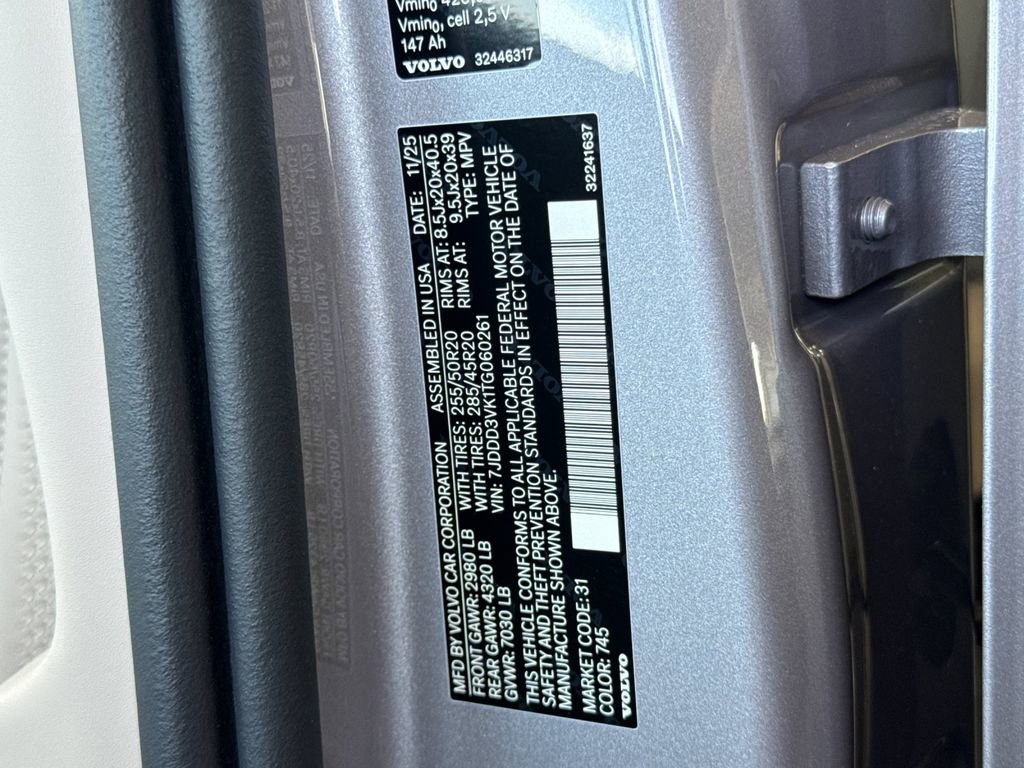 Vmin₀, cell 2,5 V
147 Ah
VOLVO 32446317
MFD BY VOLVO CAR CORPORATION ASSEMBLED IN USA DATE: 11/25
FRONT GAWR: 2980 LB WITH TIRES: 255/50R20 RIMS AT: 8.5Jx20x40.5
REAR GAWR: 4320 LB WITH TIRES: 285/45R20 RIMS AT: 9.5Jx20x39
GVWR: 7030 LB VIN: 7JDDD3VK1TG060261 TYPE: MPV
THIS VEHICLE CONFORMS TO ALL APPLICABLE FEDERAL MOTOR VEHICLE
SAFETY AND THEFT PREVENTION STANDARDS IN EFFECT ON THE DATE OF
MANUFACTURE SHOWN ABOVE.
32241637
MARKET CODE: 31
COLOR: 745
VOLVO